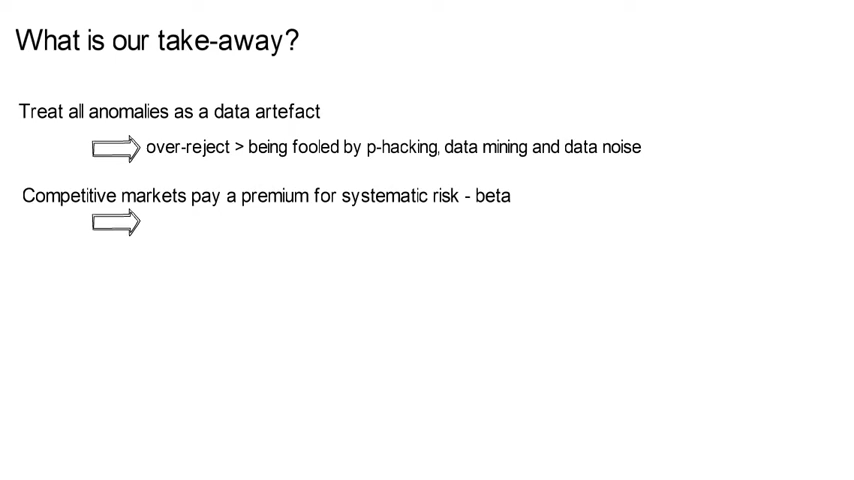 What is our take-away?
Treat all anomalies as a data artefact
over-reject > being fooled by p-hacking, data mining and data noise
Competitive markets pay a premium for systematic risk - beta